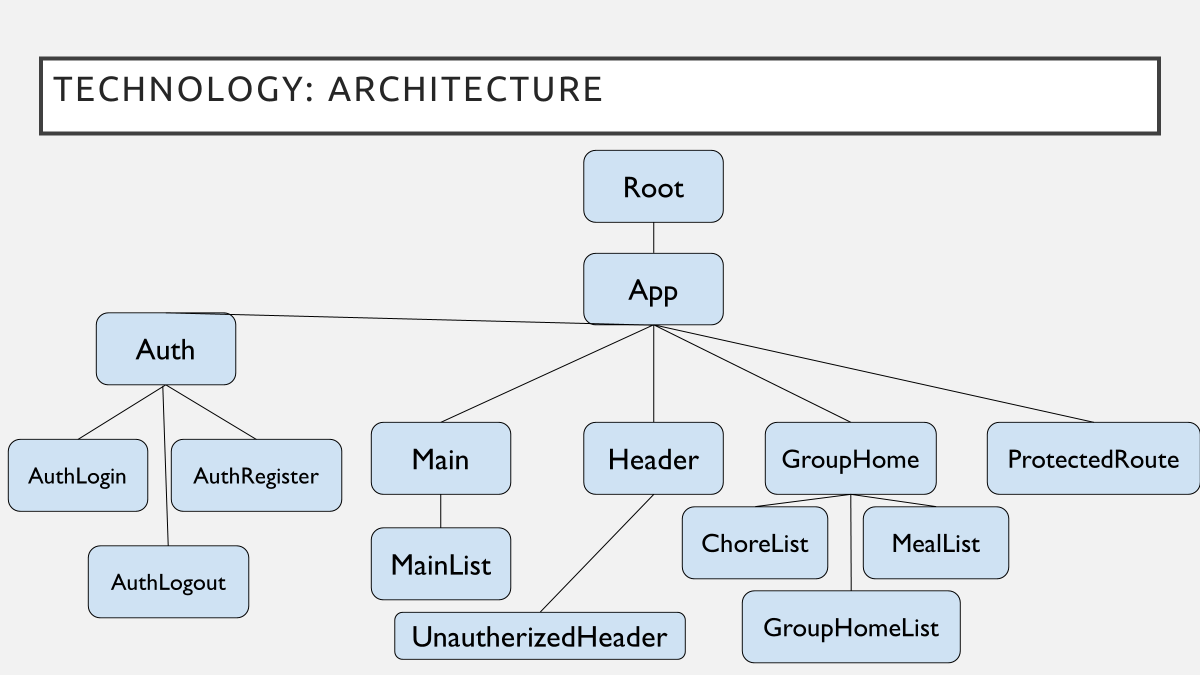 TECHNOLOGY: ARCHITECTURE
Root
App
Auth
Main
Header
GroupHome
ProtectedRoute
AuthLogin
AuthRegister
ChoreList
MealList
MainList
AuthLogout
GroupHomeList
UnautherizedHeader